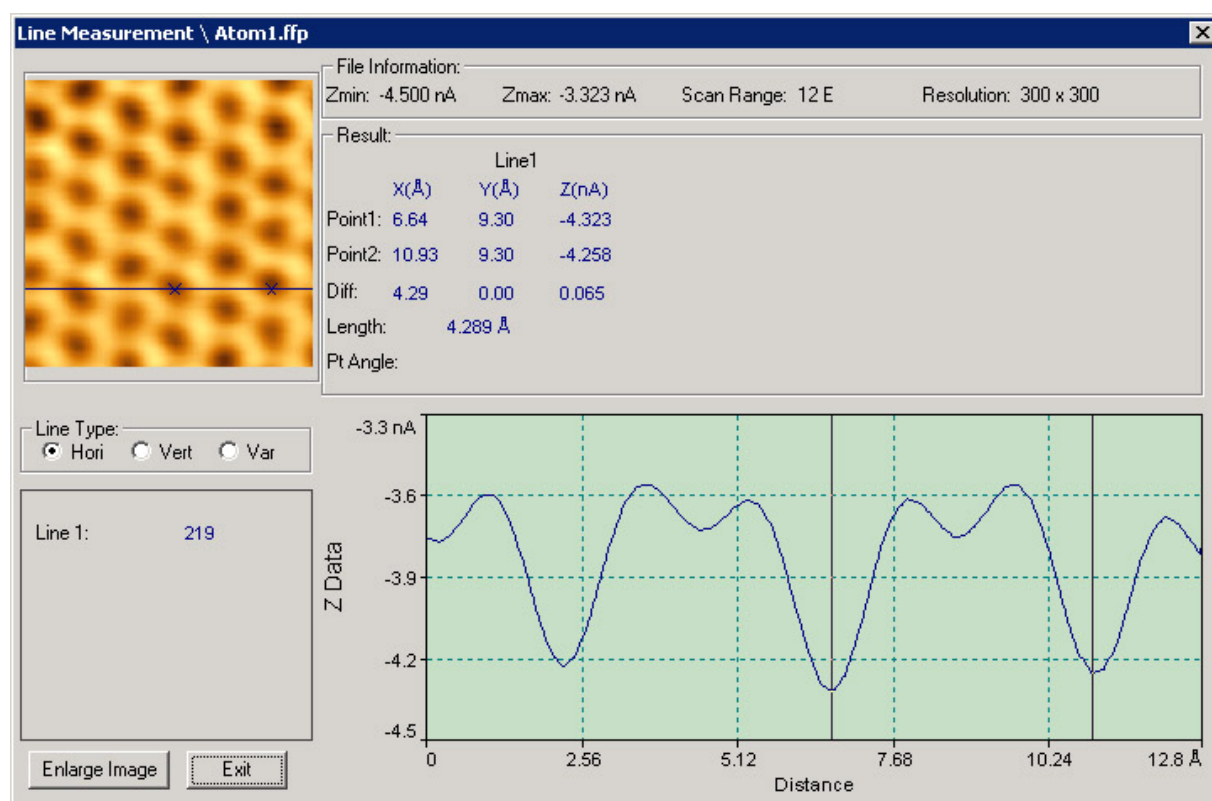 Line Measurement \ Atom1.ffp
File Information:
Zmin: -4.500 nA Zmax: -3.323 nA Scan Range: 12 E Resolution: 300 x 300
Result:
Line1
X(Å) Y(Å) Z(nA)
Point1: 6.64 9.30 -4.323
Point2: 10.93 9.30 -4.258
Diff: 4.29 0.00 0.065
Length: 4.289 Å
Pt Angle:
Line Type:
Hori Vert Var
Line 1: 219
Enlarge Image Exit
-3.3 nA
-3.6
-3.9
-4.2
-4.5
Z Data
0 2.56 5.12 7.68 10.24 12.8 Å
Distance